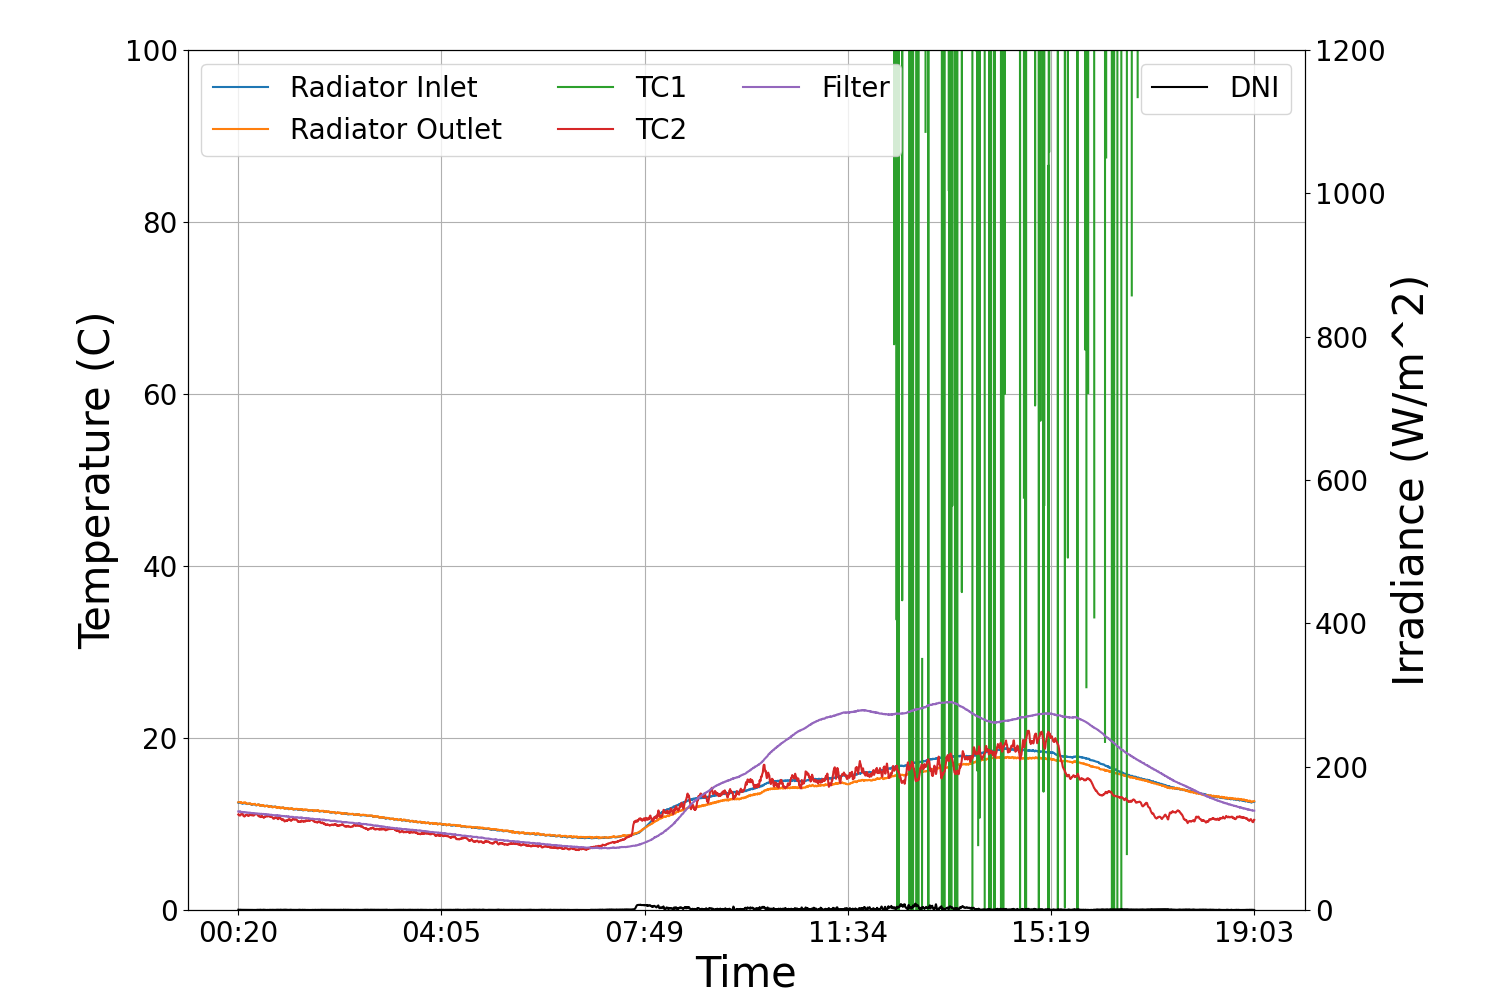 Radiator Inlet
Radiator Outlet
TC1
TC2
Filter
DNI
100
80
60
40
20
0
Temperature (C)
1200
1000
800
600
400
200
0
Irradiance (W/m^2)
00:20 04:05 07:49 11:34 15:19 19:03
Time